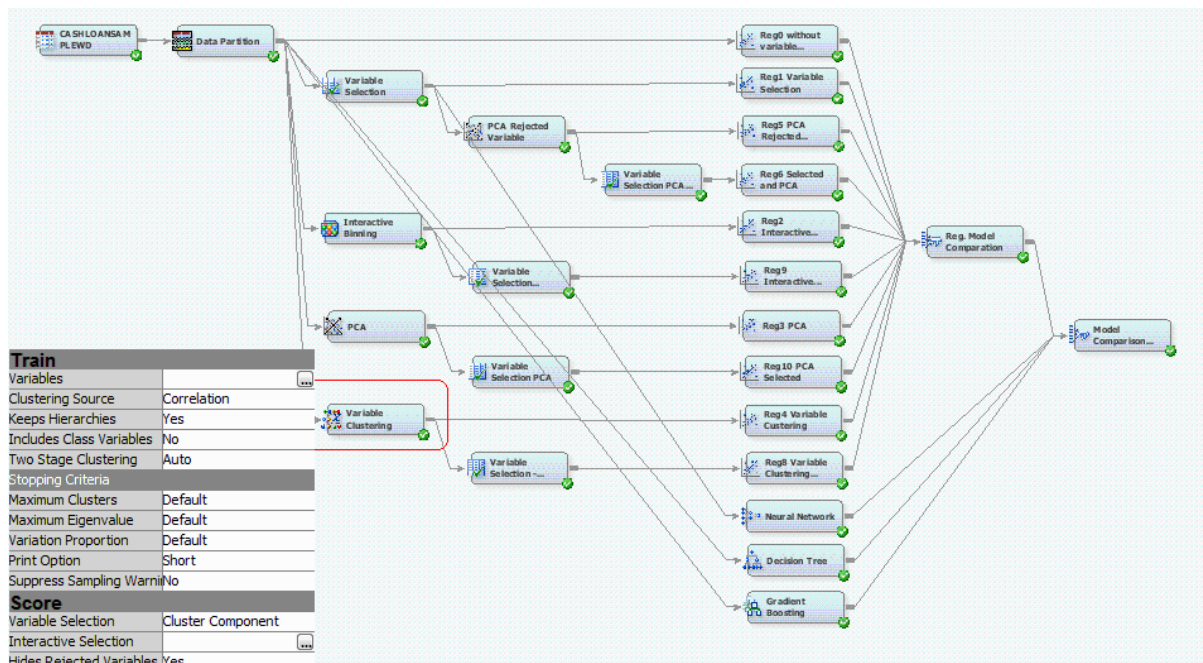 CASHLOANSAM
PLEWD
Data Partition
Reg0 without
variable...
Variable
Selection
Reg1 Variable
Selection
PCA Rejected
Variable
Reg5 PCA
Rejected...
Variable
Selection PCA...
Reg6 Selected
and PCA
Interactive
Binning
Reg2
Interactive...
Reg. Model
Comparation
Variable
Selection...
Reg9
Interactive...
PCA
Reg3 PCA
Model
Comparison...
Variable
Selection PCA
Reg10 PCA
Selected
Variable
Clustering
Reg4 Variable
Custering
Variable
Selection -...
Reg8 Variable
Clustering...
Neural Network
Decision Tree
Gradient
Boosting
Train
Variables ...
Clustering Source Correlation
Keeps Hierarchies Yes
Includes Class Variables No
Two Stage Clustering Auto
Stopping Criteria
Maximum Clusters Default
Maximum Eigenvalue Default
Variation Proportion Default
Print Option Short
Suppress Sampling Warnin No
Score
Variable Selection Cluster Component
Interactive Selection ...
Hides Rejected Variables Yes